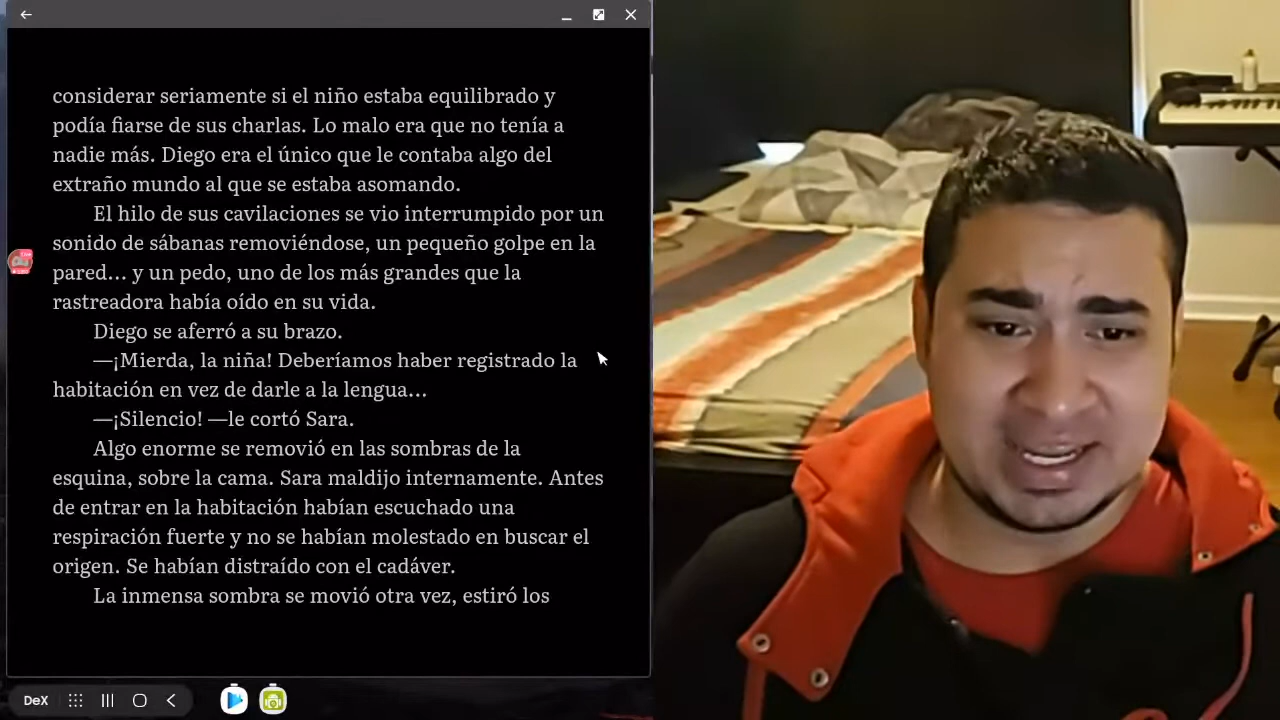 considerar seriamente si el niño estaba equilibrado y
podía fiarse de sus charlas. Lo malo era que no tenía a
nadie más. Diego era el único que le contaba algo del
extraño mundo al que se estaba asomando.
El hilo de sus cavilaciones se vio interrumpido por un
sonido de sábanas removiéndose, un pequeño golpe en la
pared... y un pedo, uno de los más grandes que la
rastreadora había oído en su vida.
Diego se aferró a su brazo.
—¡Mierda, la niña! Deberíamos haber registrado la
habitación en vez de darle a la lengua...
—¡Silencio! —le cortó Sara.
Algo enorme se removió en las sombras de la
esquina, sobre la cama. Sara maldijo internamente. Antes
de entrar en la habitación habían escuchado una
respiración fuerte y no se habían molestado en buscar el
origen. Se habían distraído con el cadáver.
La inmensa sombra se movió otra vez, estiró los
DeX